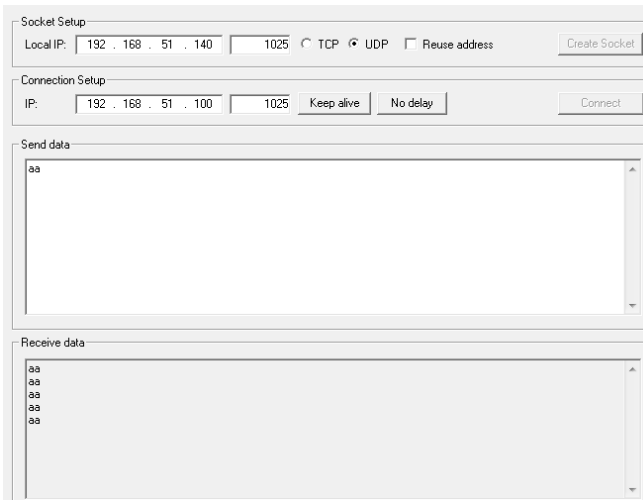 Socket Setup
Local IP: 192 . 168 . 51 . 140 1025 TCP UDP Reuse address Create Socket
Connection Setup
IP: 192 . 168 . 51 . 100 1025 Keep alive No delay Connect
Send data
aa
Receive data
aa
aa
aa
aa
aa